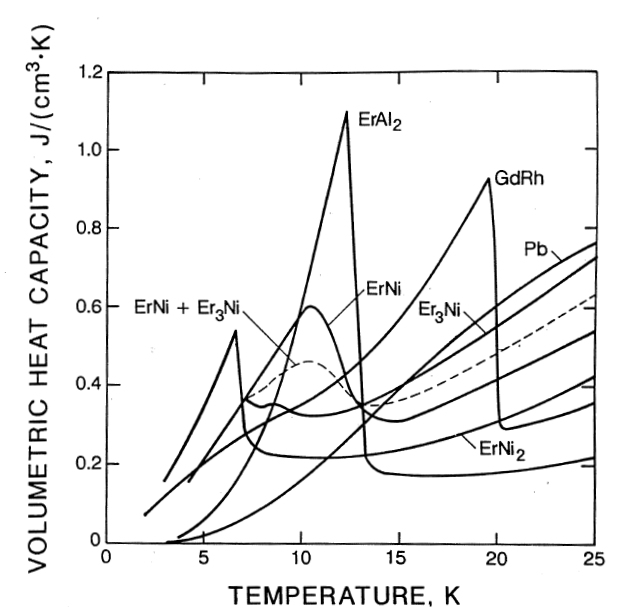 VOLUMETRIC HEAT CAPACITY, J/(cm³·K)
1.2
1.0
0.8
0.6
0.4
0.2
0
ErAl₂
GdRh
Pb
ErNi
ErNi + Er₃Ni
Er₃Ni
ErNi₂
0 5 10 15 20 25
TEMPERATURE, K